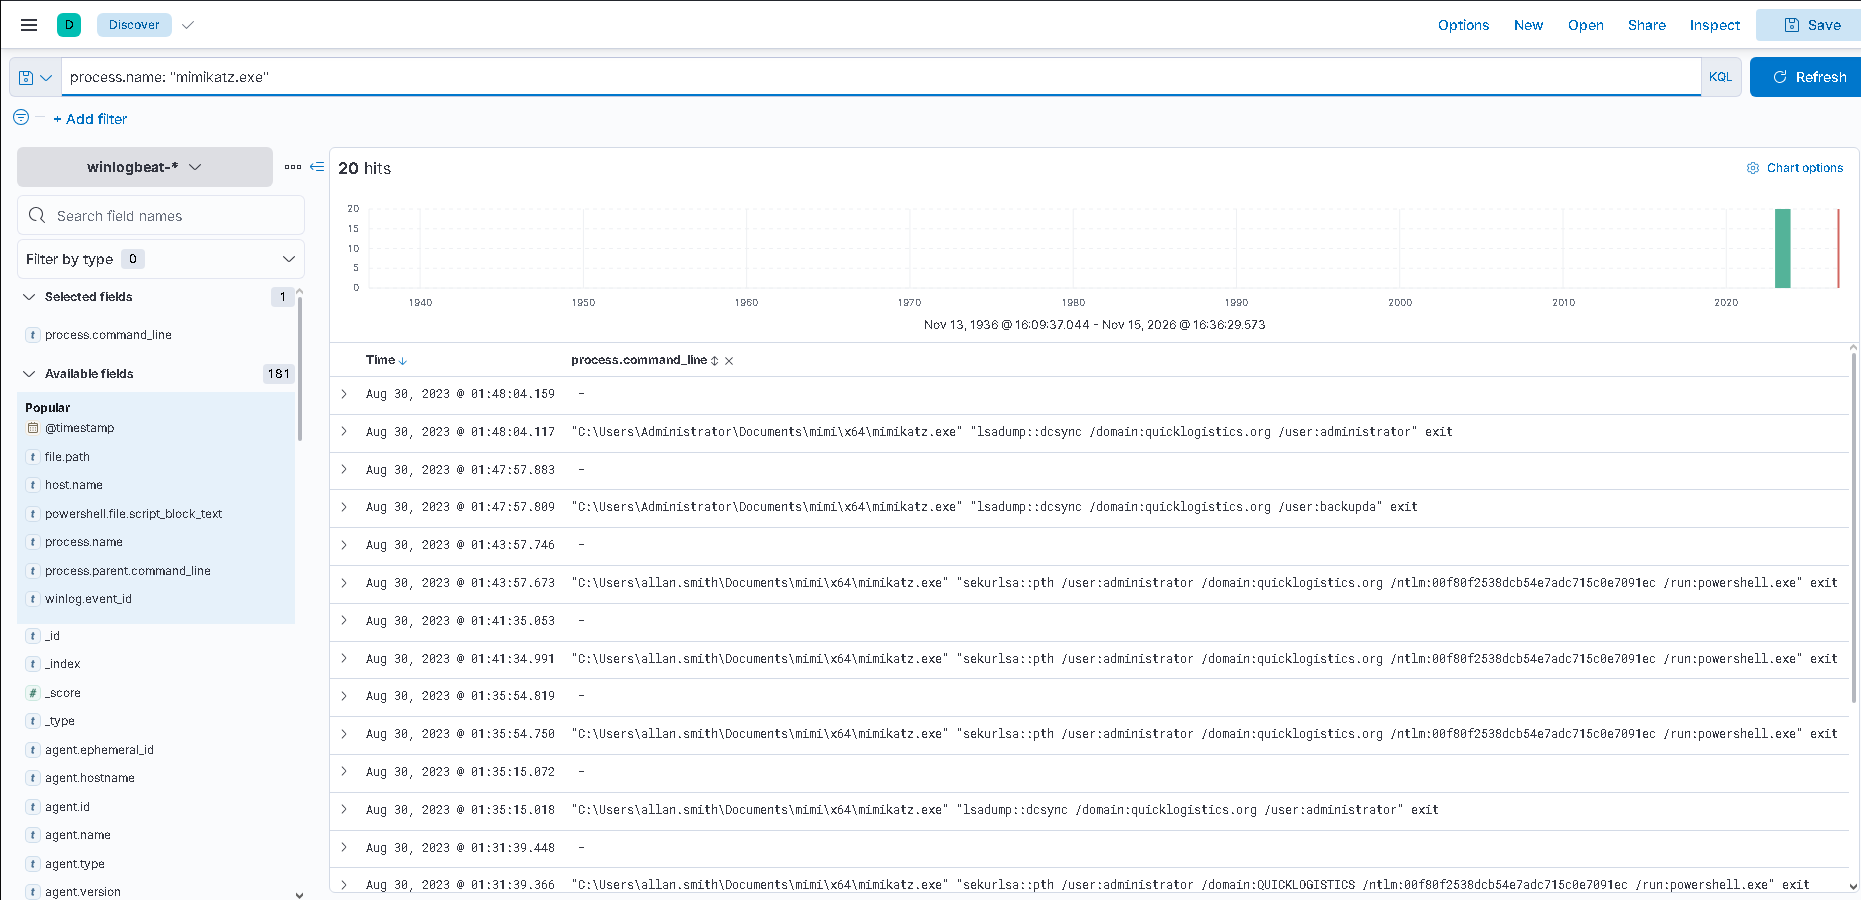 D Discover Options New Open Share Inspect Save
process.name: "mimikatz.exe" KQL Refresh
+ Add filter
winlogbeat-*
Search field names
Filter by type 0
Selected fields 1
t process.command_line
Available fields 181
Popular
@timestamp
t file.path
t host.name
t powershell.file.script_block_text
t process.name
t process.parent.command_line
t winlog.event_id
t _id
t _index
# _score
t _type
t agent.ephemeral_id
t agent.hostname
t agent.id
t agent.name
t agent.type
t agent.version
20 hits Chart options
20
15
10
5
0
1940 1950 1960 1970 1980 1990 2000 2010 2020
Nov 13, 1936 @ 16:09:37.044 - Nov 15, 2026 @ 16:36:29.573
Time process.command_line
Aug 30, 2023 @ 01:48:04.159 -
Aug 30, 2023 @ 01:48:04.117 "C:\Users\Administrator\Documents\mimi\x64\mimikatz.exe" "lsadump::dcsync /domain:quicklogistics.org /user:administrator" exit
Aug 30, 2023 @ 01:47:57.883 -
Aug 30, 2023 @ 01:47:57.809 "C:\Users\Administrator\Documents\mimi\x64\mimikatz.exe" "lsadump::dcsync /domain:quicklogistics.org /user:backupda" exit
Aug 30, 2023 @ 01:43:57.746 -
Aug 30, 2023 @ 01:43:57.673 "C:\Users\allan.smith\Documents\mimi\x64\mimikatz.exe" "sekurlsa::pth /user:administrator /domain:quicklogistics.org /ntlm:00f80f2538dcb54e7adc715c0e7091ec /run:powershell.exe" exit
Aug 30, 2023 @ 01:41:35.053 -
Aug 30, 2023 @ 01:41:34.991 "C:\Users\allan.smith\Documents\mimi\x64\mimikatz.exe" "sekurlsa::pth /user:administrator /domain:quicklogistics.org /ntlm:00f80f2538dcb54e7adc715c0e7091ec /run:powershell.exe" exit
Aug 30, 2023 @ 01:35:54.819 -
Aug 30, 2023 @ 01:35:54.750 "C:\Users\allan.smith\Documents\mimi\x64\mimikatz.exe" "sekurlsa::pth /user:administrator /domain:quicklogistics.org /ntlm:00f80f2538dcb54e7adc715c0e7091ec /run:powershell.exe" exit
Aug 30, 2023 @ 01:35:15.072 -
Aug 30, 2023 @ 01:35:15.018 "C:\Users\allan.smith\Documents\mimi\x64\mimikatz.exe" "lsadump::dcsync /domain:quicklogistics.org /user:administrator" exit
Aug 30, 2023 @ 01:31:39.448 -
Aug 30, 2023 @ 01:31:39.366 "C:\Users\allan.smith\Documents\mimi\x64\mimikatz.exe" "sekurlsa::pth /user:administrator /domain:QUICKLOGISTICS /ntlm:00f80f2538dcb54e7adc715c0e7091ec /run:powershell.exe" exit